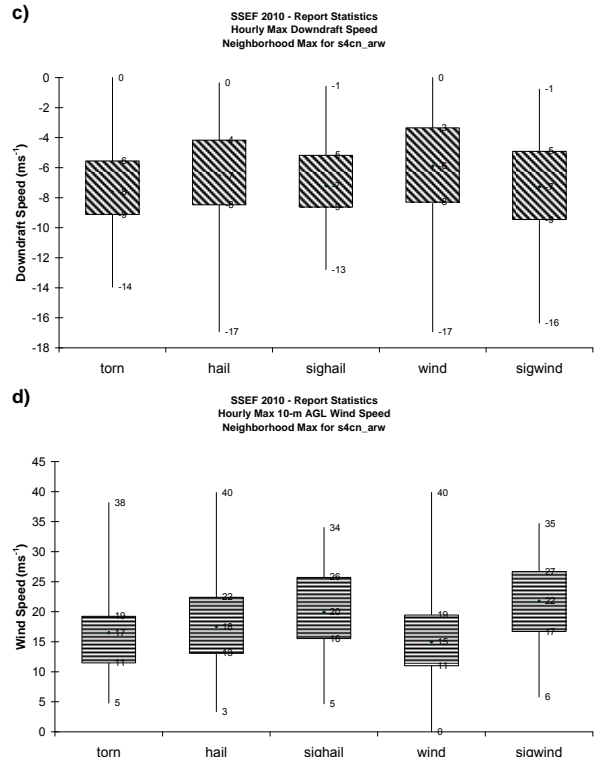 c)
SSEF 2010 - Report Statistics
Hourly Max Downdraft Speed
Neighborhood Max for s4cn_arw
Downdraft Speed (ms-1)
0
-2
-4
-6
-8
-10
-12
-14
-16
-18
0 0 -1 0 -1
-6 -4 -5 -3 -5
-8 -7 -7 -6 -7
-9 -8 -9 -8 -9
-14 -17 -13 -17 -16
torn hail sighail wind sigwind
d)
SSEF 2010 - Report Statistics
Hourly Max 10-m AGL Wind Speed
Neighborhood Max for s4cn_arw
Wind Speed (ms-1)
45
40
35
30
25
20
15
10
5
0
38 40 34 40 35
19 22 26 19 27
17 18 20 15 22
11 13 16 11 17
5 3 5 0 6
torn hail sighail wind sigwind